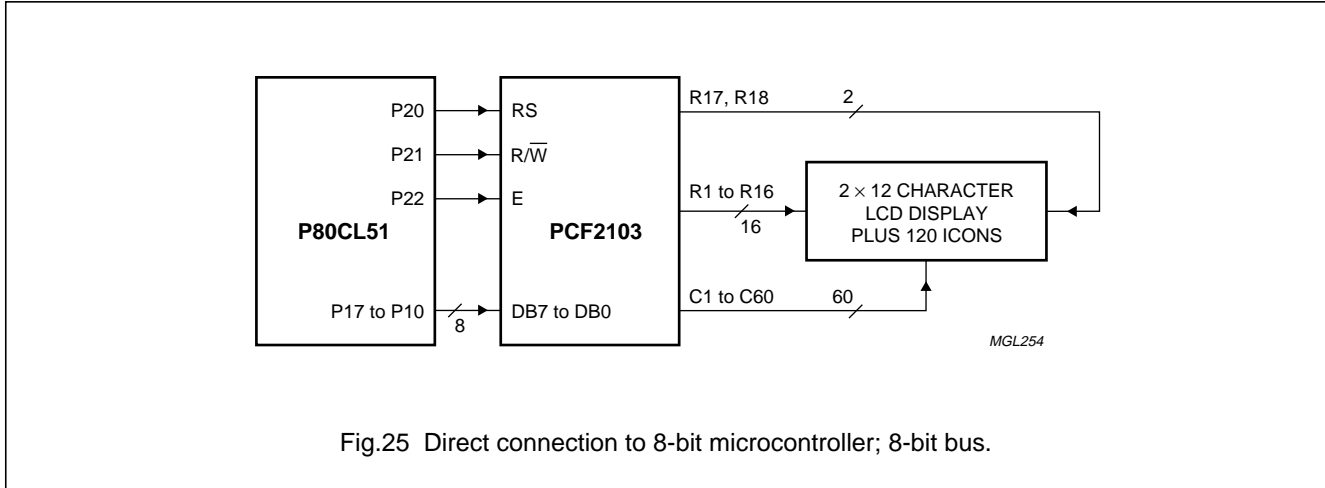 P80CL51
P20
P21
P22
P17 to P10
8
PCF2103
RS
R/W̅
E
DB7 to DB0
R17, R18
2
R1 to R16
16
C1 to C60
60
2 × 12 CHARACTER
LCD DISPLAY
PLUS 120 ICONS
MGL254
Fig.25 Direct connection to 8-bit microcontroller; 8-bit bus.